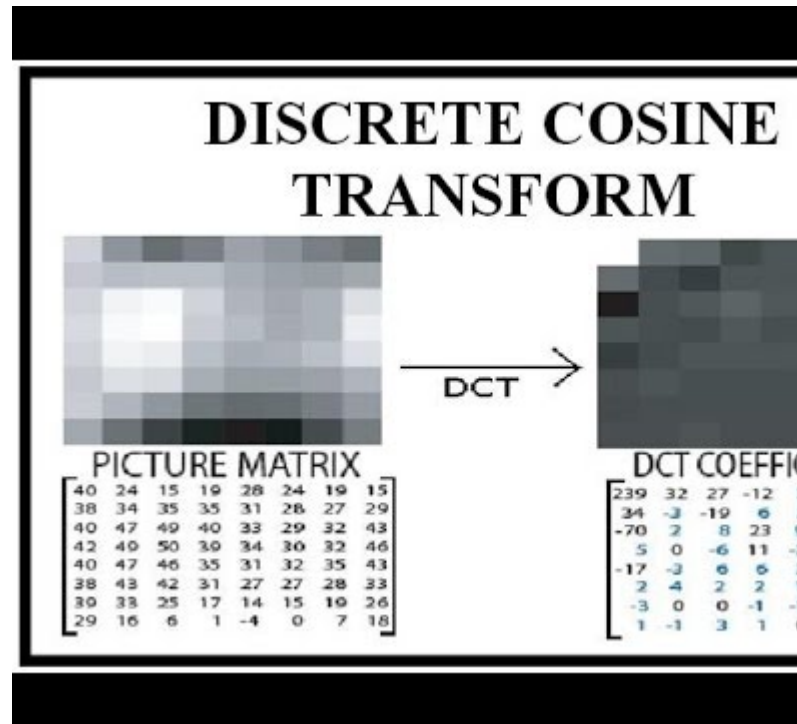 DISCRETE COSINE
TRANSFORM
DCT
PICTURE MATRIX
40 24 15 19 28 24 19 15
38 34 35 35 31 28 27 29
40 47 49 40 33 29 32 43
42 49 50 39 34 30 32 46
40 47 46 35 31 32 35 43
38 43 42 31 27 27 28 33
39 33 25 17 14 15 19 26
29 16 6 1 -4 0 7 18
DCT COEFFI
239 32 27 -12
34 -3 -19 6
-70 2 8 23
5 0 -6 11
-17 -3 6 6
2 4 2 2
-3 0 0 -1
1 -1 3 1